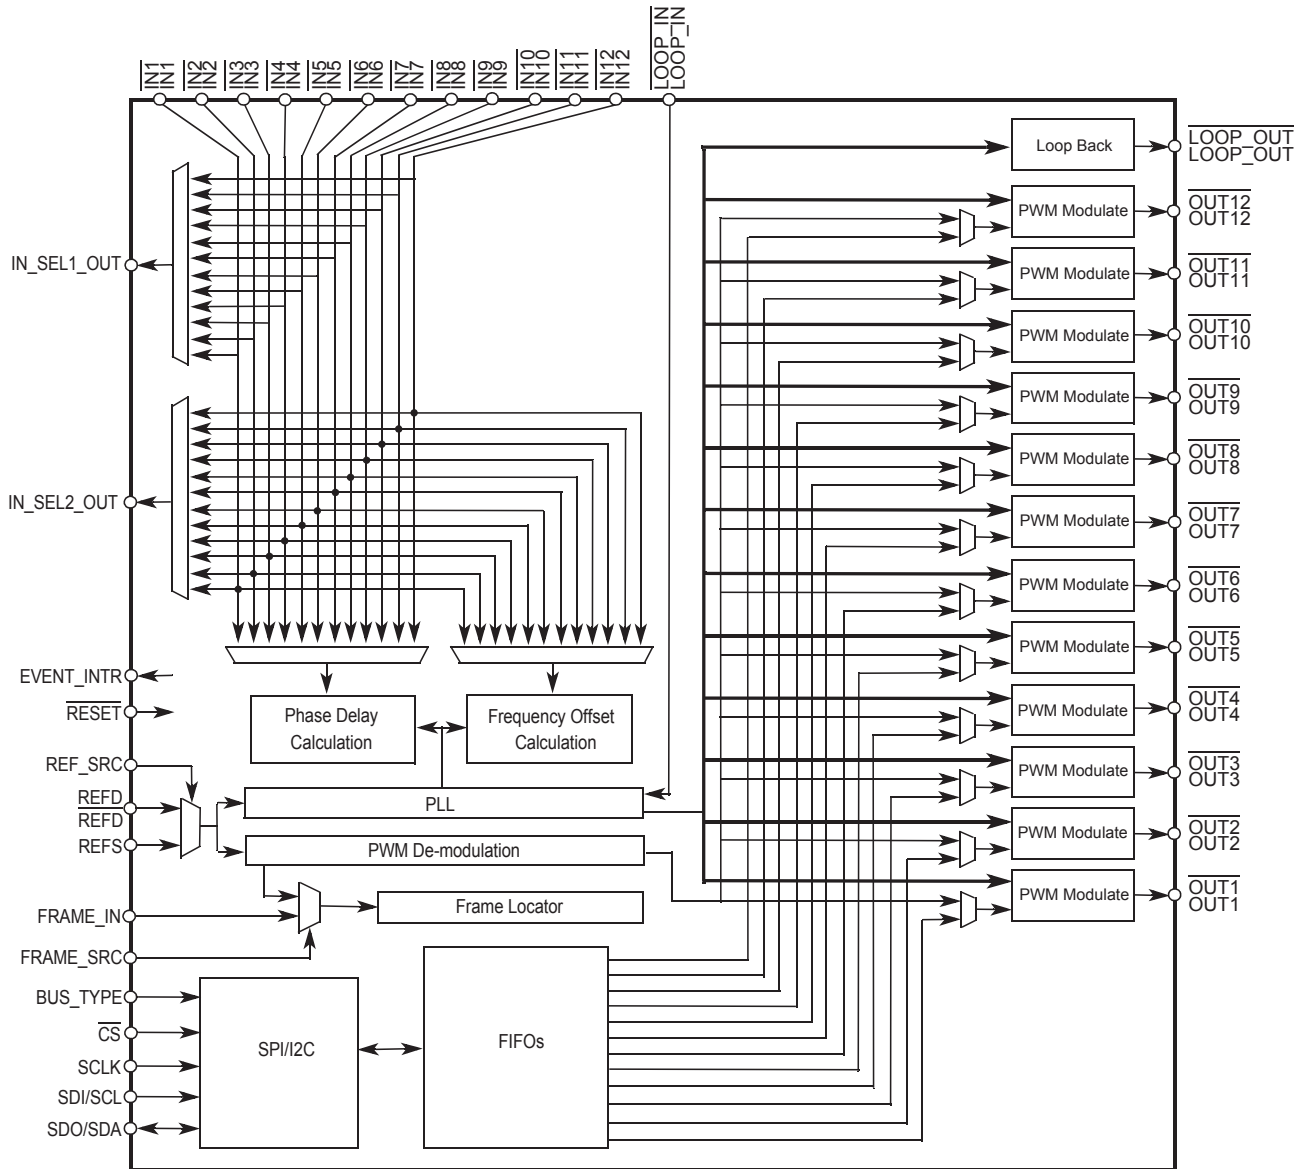 IN1
IN1
IN2
IN2
IN3
IN3
IN4
IN4
IN5
IN5
IN6
IN6
IN7
IN7
IN8
IN8
IN9
IN9
IN10
IN10
IN11
IN11
IN12
IN12
LOOP_IN
LOOP_IN
Loop Back
LOOP_OUT
LOOP_OUT
PWM Modulate
OUT12
OUT12
IN_SEL1_OUT
PWM Modulate
OUT11
OUT11
PWM Modulate
OUT10
OUT10
PWM Modulate
OUT9
OUT9
PWM Modulate
OUT8
OUT8
IN_SEL2_OUT
PWM Modulate
OUT7
OUT7
PWM Modulate
OUT6
OUT6
PWM Modulate
OUT5
OUT5
EVENT_INTR
RESET
Phase Delay
Calculation
Frequency Offset
Calculation
PWM Modulate
OUT4
OUT4
REF_SRC
REFD
REFD
REFS
PLL
PWM Modulate
OUT3
OUT3
PWM De-modulation
PWM Modulate
OUT2
OUT2
FRAME_IN
Frame Locator
PWM Modulate
OUT1
OUT1
FRAME_SRC
BUS_TYPE
CS
SCLK
SDI/SCL
SDO/SDA
SPI/I2C
FIFOs